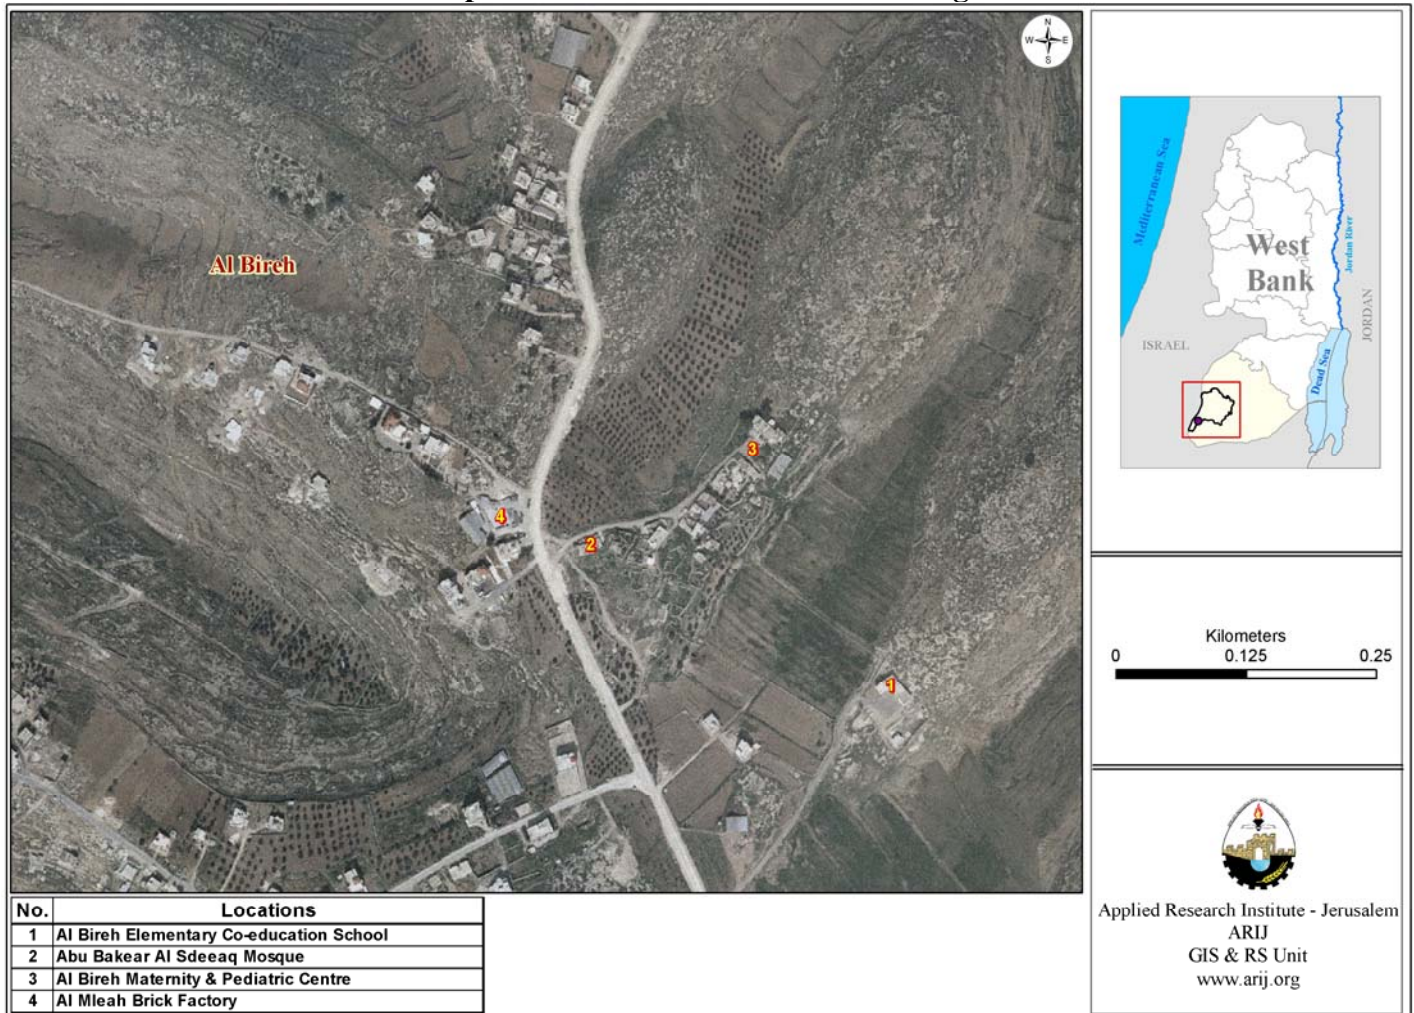 N
W E
S
Al Bireh
3
4
2
1
Mediterranean Sea
West
Bank
Jordan River
JORDAN
ISRAEL
Dead Sea
Kilometers
0 0.125 0.25
Applied Research Institute - Jerusalem
ARIJ
GIS & RS Unit
www.arij.org
No. Locations
1 Al Bireh Elementary Co-education School
2 Abu Bakear Al Sdeeaq Mosque
3 Al Bireh Maternity & Pediatric Centre
4 Al Mleah Brick Factory